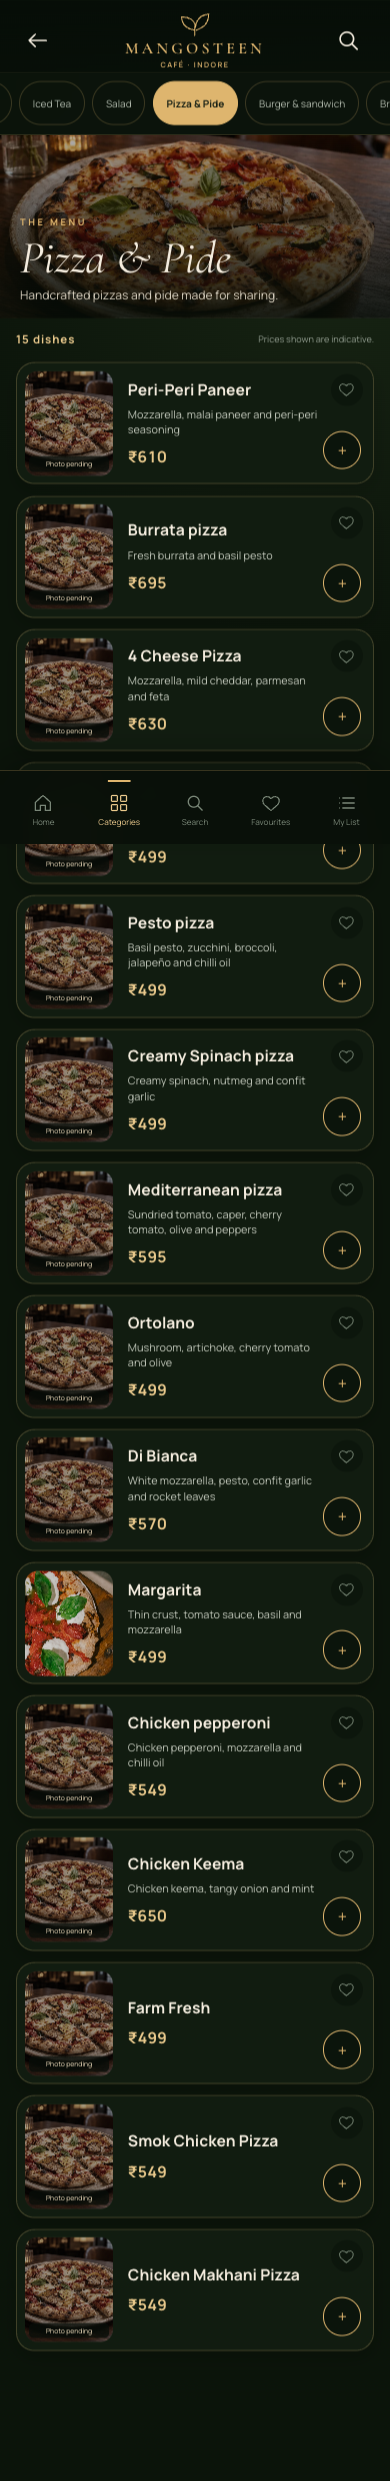 MANGOSTEEN
CAFÉ · INDORE
Iced Tea
Salad
Pizza & Pide
Burger & sandwich
Br
THE MENU
Pizza & Pide
Handcrafted pizzas and pide made for sharing.
15 dishes
Prices shown are indicative.
Peri-Peri Paneer
Mozzarella, malai paneer and peri-peri
seasoning
₹610
Photo pending
Burrata pizza
Fresh burrata and basil pesto
₹695
Photo pending
4 Cheese Pizza
Mozzarella, mild cheddar, parmesan
and feta
₹630
Photo pending
Home
Categories
Search
Favourites
My List
₹499
Photo pending
Pesto pizza
Basil pesto, zucchini, broccoli,
jalapeño and chilli oil
₹499
Photo pending
Creamy Spinach pizza
Creamy spinach, nutmeg and confit
garlic
₹499
Photo pending
Mediterranean pizza
Sundried tomato, caper, cherry
tomato, olive and peppers
₹595
Photo pending
Ortolano
Mushroom, artichoke, cherry tomato
and olive
₹499
Photo pending
Di Bianca
White mozzarella, pesto, confit garlic
and rocket leaves
₹570
Photo pending
Margarita
Thin crust, tomato sauce, basil and
mozzarella
₹499
Chicken pepperoni
Chicken pepperoni, mozzarella and
chilli oil
₹549
Photo pending
Chicken Keema
Chicken keema, tangy onion and mint
₹650
Photo pending
Farm Fresh
₹499
Photo pending
Smok Chicken Pizza
₹549
Photo pending
Chicken Makhani Pizza
₹549
Photo pending